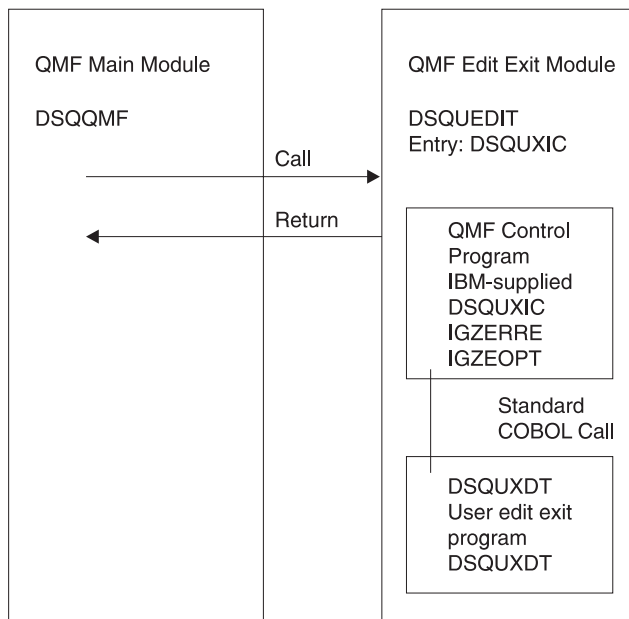 QMF Main Module
DSQQMF
Call
Return
QMF Edit Exit Module
DSQUEDIT
Entry: DSQUXIC
QMF Control
Program
IBM-supplied
DSQUXIC
IGZERRE
IGZEOPT
Standard
COBOL Call
DSQUXDT
User edit exit
program
DSQUXDT